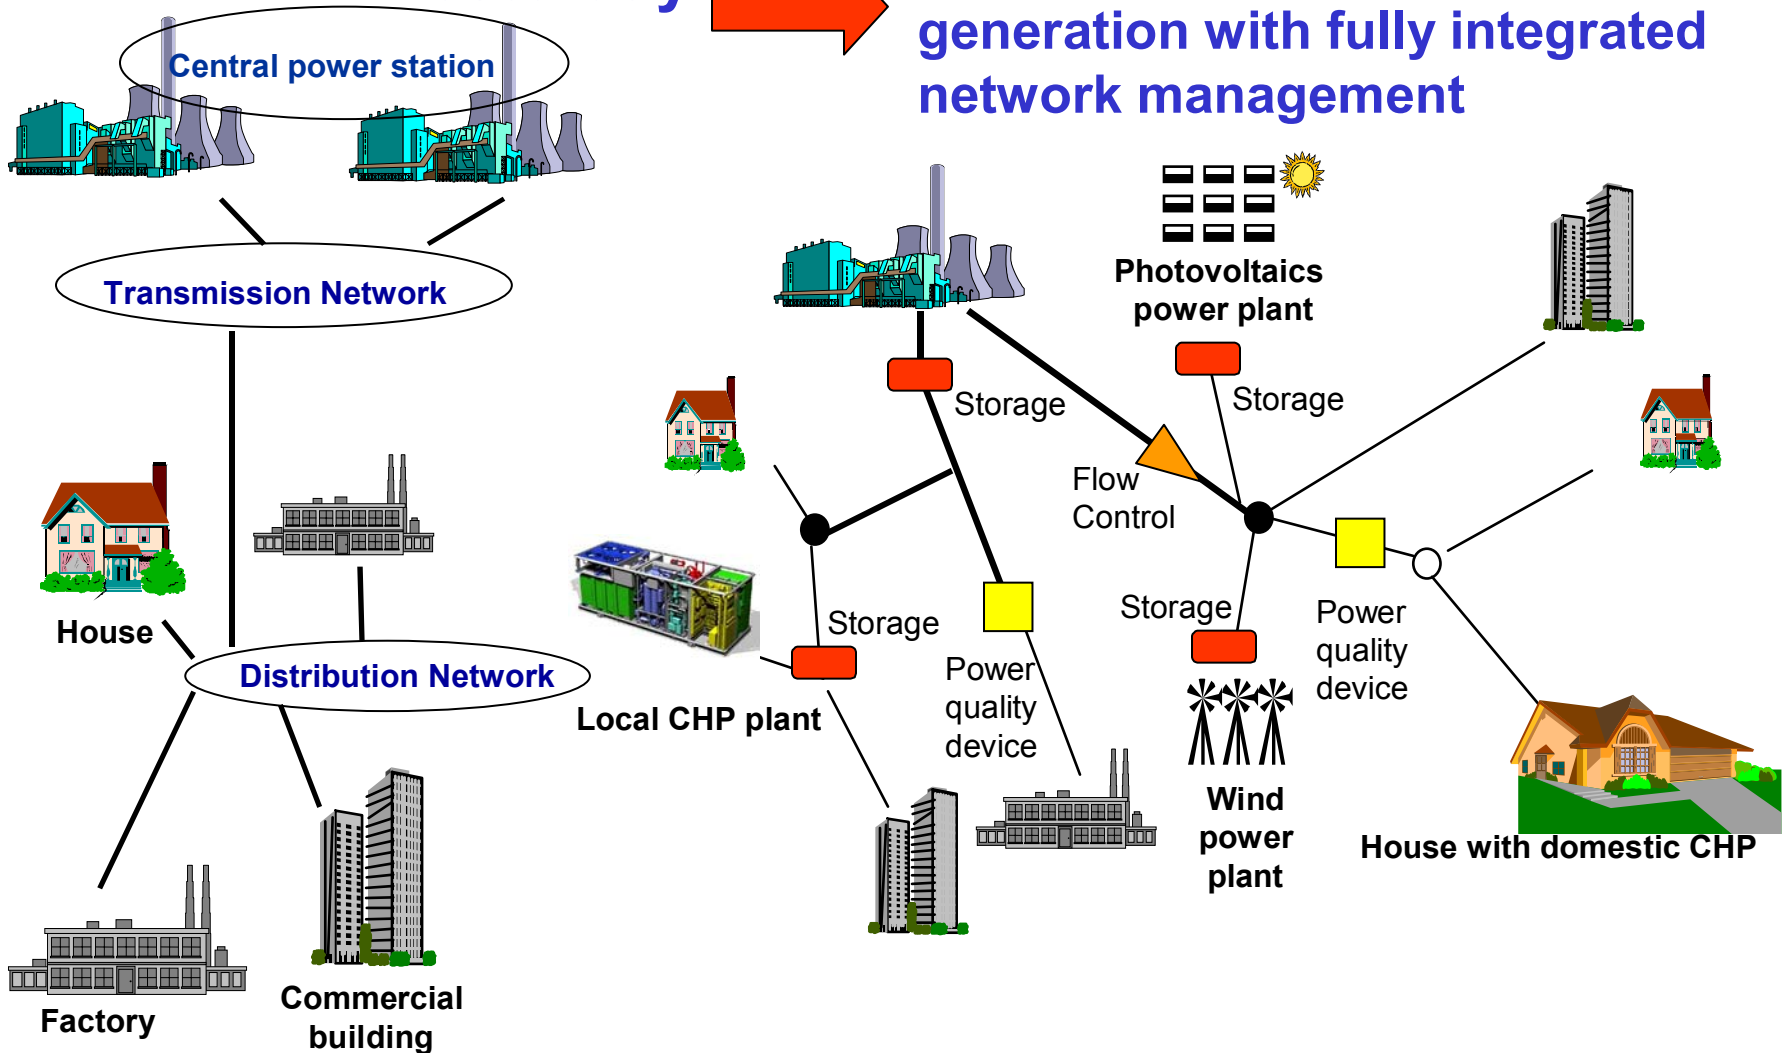 generation with fully integrated
network management
Central power station
Transmission Network
House
Distribution Network
Factory
Commercial
building
Photovoltaics
power plant
Storage
Storage
Flow
Control
Storage
Storage
Power
quality
device
Power
quality
device
Local CHP plant
Wind
power
plant
House with domestic CHP